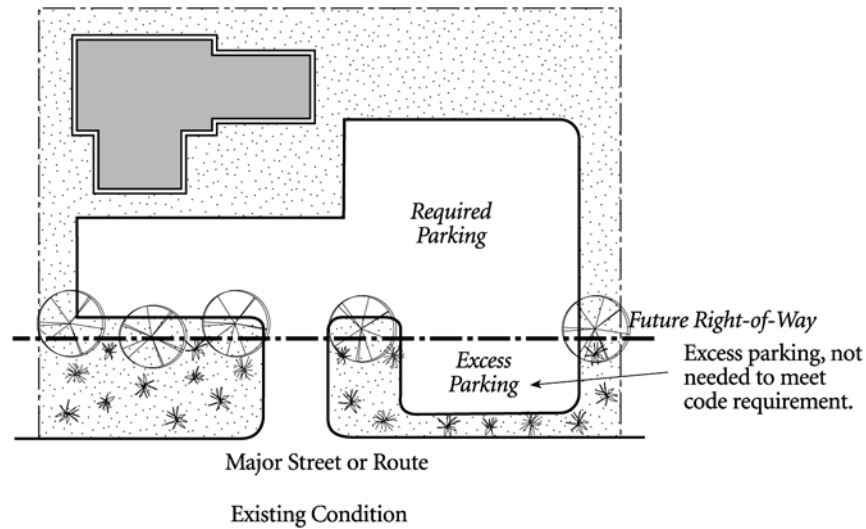 Required
Parking
Future Right-of-Way
Excess
Parking
Excess parking, not
needed to meet
code requirement.
Major Street or Route
Existing Condition